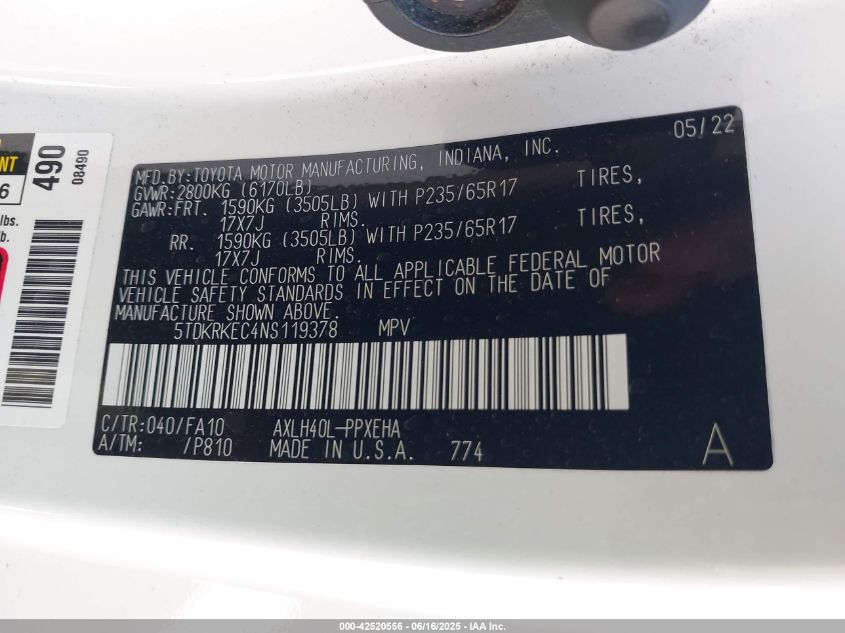 NT
6
lbs.
b.
490
08490
05/22
MFD.BY:TOYOTA MOTOR MANUFACTURING, INDIANA, INC.
GVWR:2800KG (6170LB)
GAWR:FRT. 1590KG (3505LB) WITH P235/65R17 TIRES,
17X7J RIMS.
RR. 1590KG (3505LB) WITH P235/65R17 TIRES,
17X7J RIMS.
THIS VEHICLE CONFORMS TO ALL APPLICABLE FEDERAL MOTOR
VEHICLE SAFETY STANDARDS IN EFFECT ON THE DATE OF
MANUFACTURE SHOWN ABOVE.
5TDKRKEC4NS119378 MPV
C/TR:040/FA10 AXLH40L-PPXEHA
A/TM: /P810 MADE IN U.S.A. 774 A
000-42520556 - 06/16/2025 - IAA Inc.